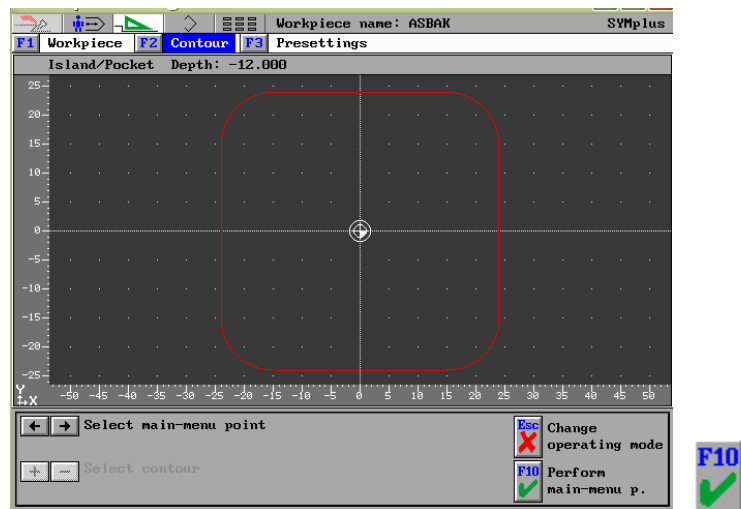 Workpiece name: ASBAK SYMplus
F1 Workpiece F2 Contour F3 Presettings
Island/Pocket Depth: -12.000
25
20
15
10
5
0
-5
-10
-15
-20
-25
Y
X
-50 -45 -40 -35 -30 -25 -20 -15 -10 -5 0 5 10 15 20 25 30 35 40 45 50
Select main-menu point
Esc Change
operating mode
+ - Select contour
F10 Perform
main-menu p.
F10